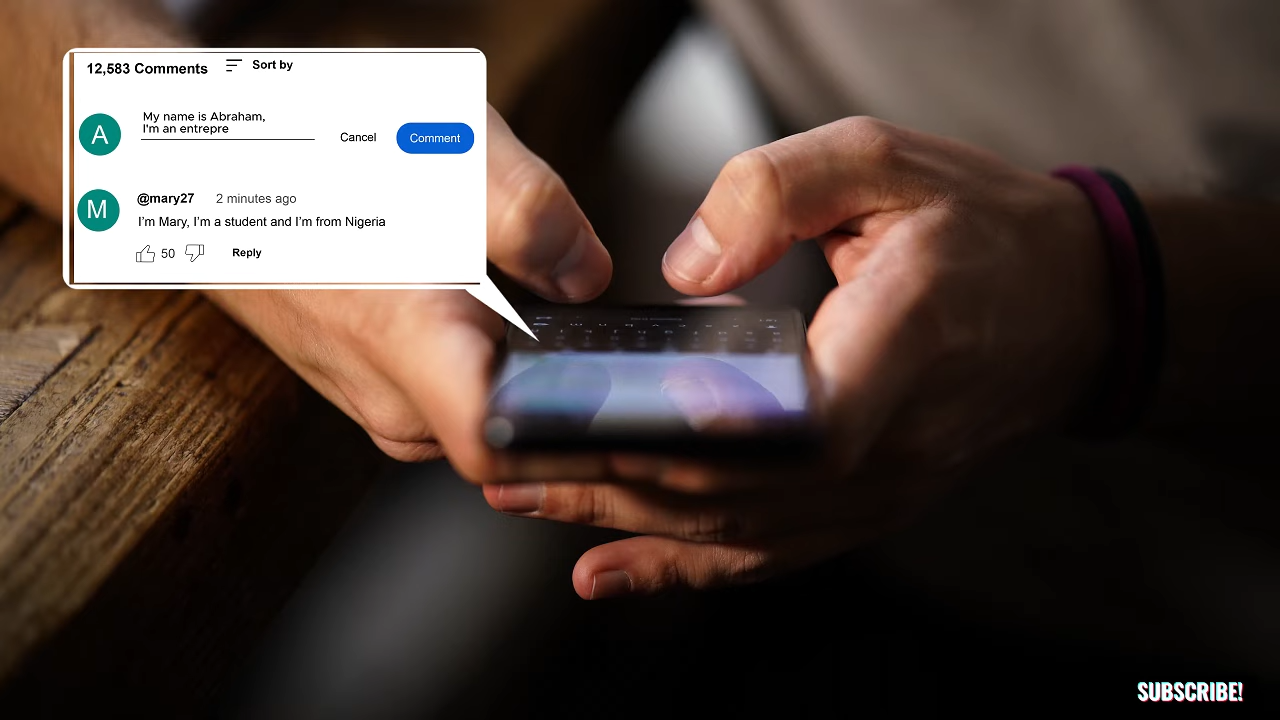 12,583 Comments
Sort by
A
My name is Abraham,
I'm an entrepre
Cancel
Comment
M
@mary27
2 minutes ago
I'm Mary, I'm a student and I'm from Nigeria
50
Reply
SUBSCRIBE!